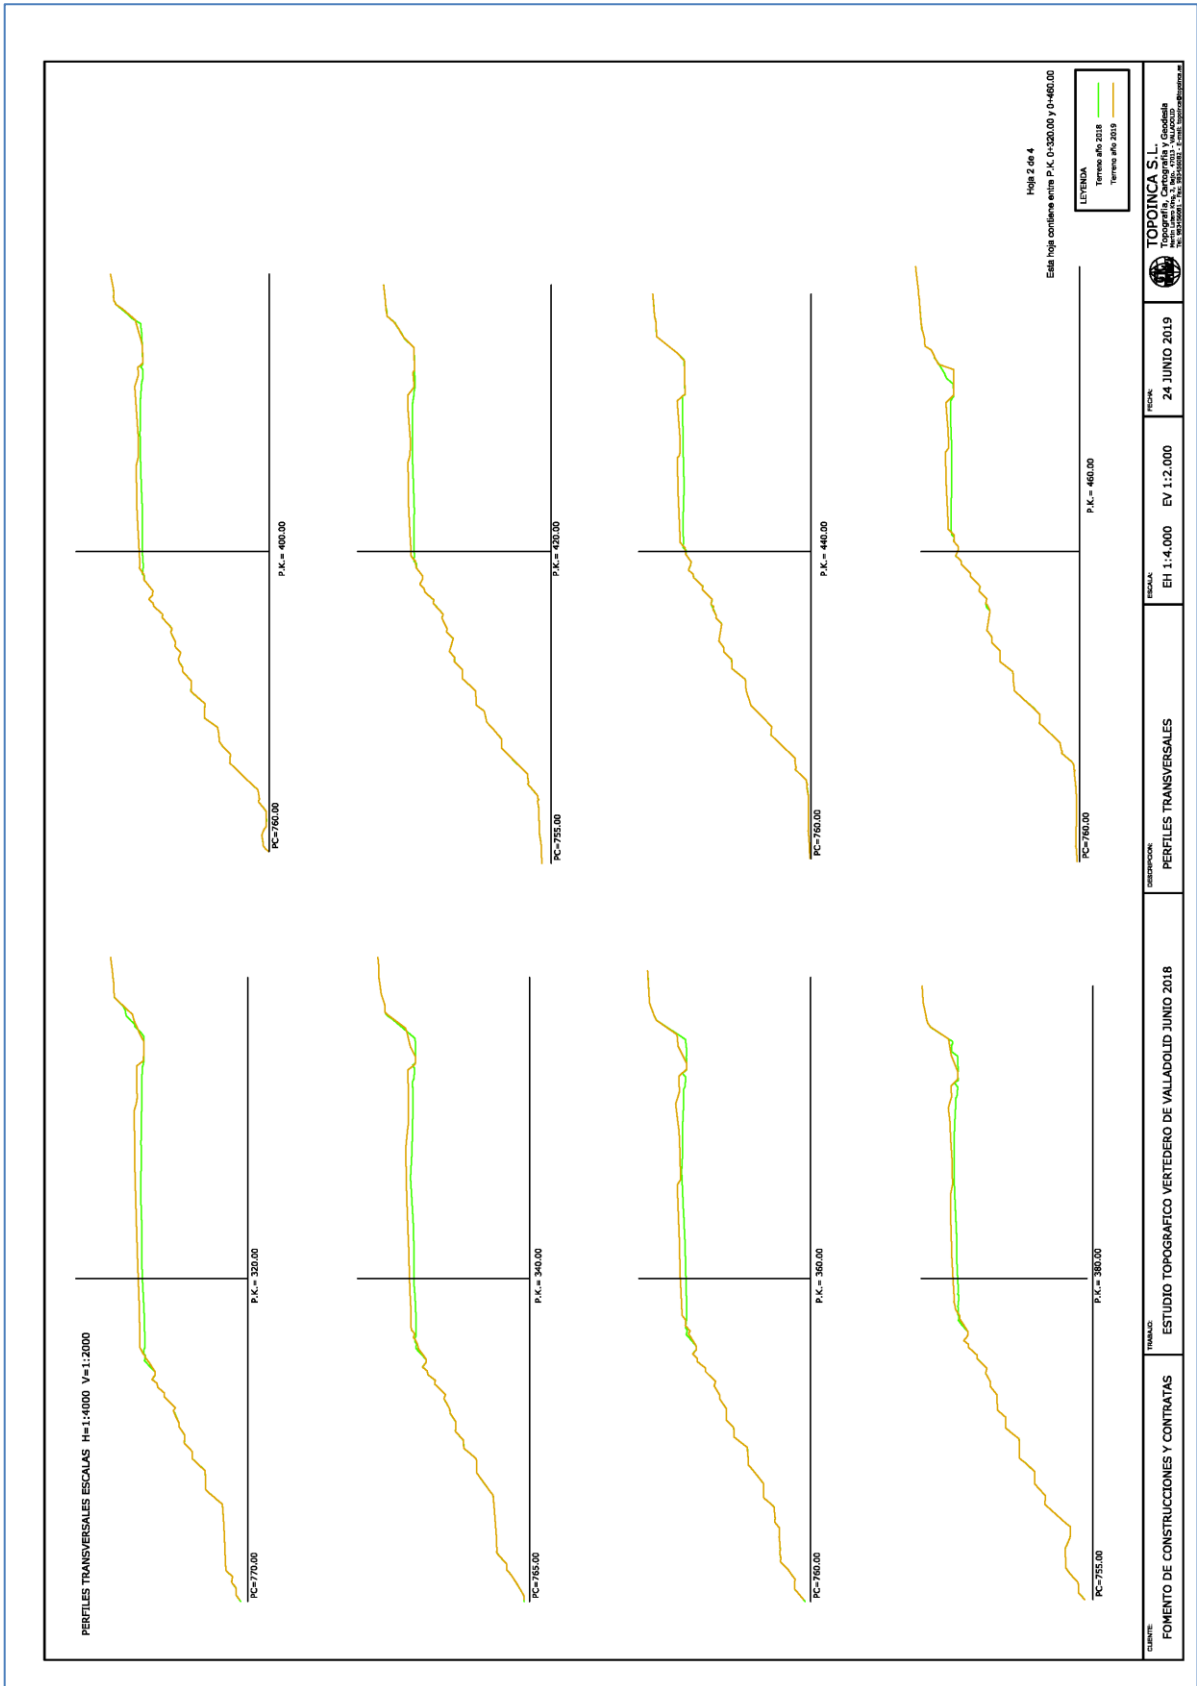 PERFILES TRANSVERSALES ESCALAS H=1:4000 V=1:2000
PC=770.00
P.K.= 320.00
PC=765.00
P.K.= 340.00
PC=760.00
P.K.= 360.00
PC=755.00
P.K.= 380.00
PC=760.00
P.K.= 400.00
PC=755.00
P.K.= 420.00
PC=760.00
P.K.= 440.00
PC=760.00
P.K.= 460.00
Hoja 2 de 4
Esta hoja contiene entre P.K. 0+320.00 y 0+460.00
LEYENDA
Terreno año 2018
Terreno año 2019
CLIENTE:
FOMENTO DE CONSTRUCCIONES Y CONTRATAS
TRABAJO:
ESTUDIO TOPOGRAFICO VERTEDERO DE VALLADOLID JUNIO 2018
DESCRIPCION:
PERFILES TRANSVERSALES
ESCALA:
EH 1:4.000 EV 1:2.000
FECHA:
24 JUNIO 2019
TOPOINCA S.L.
Topografía, Cartografía y Geodesia